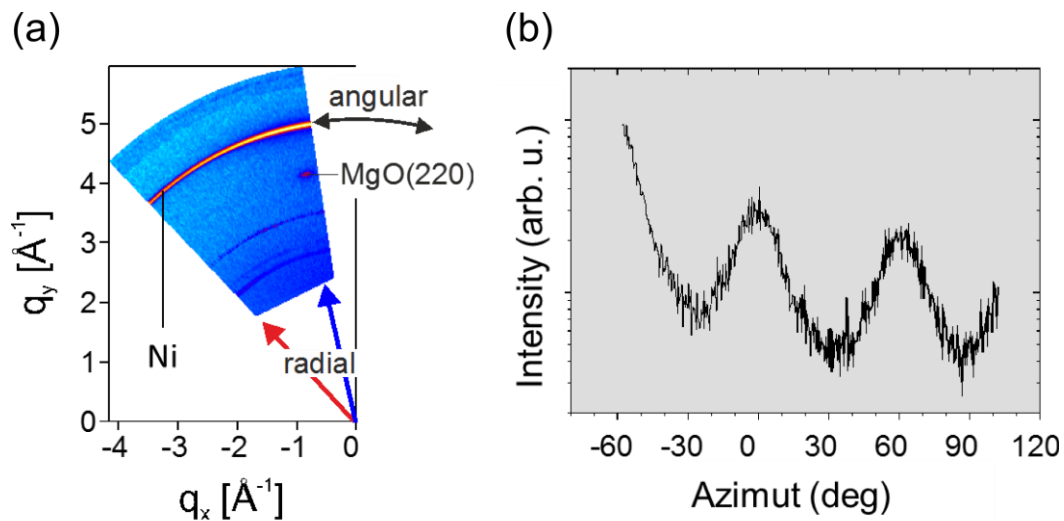 (a)
angular
MgO(220)
Ni
radial
q_y [Å^-1]
5
4
3
2
1
0
-4 -3 -2 -1 0
q_x [Å^-1]
(b)
Intensity (arb. u.)
-60 -30 0 30 60 90 120
Azimut (deg)